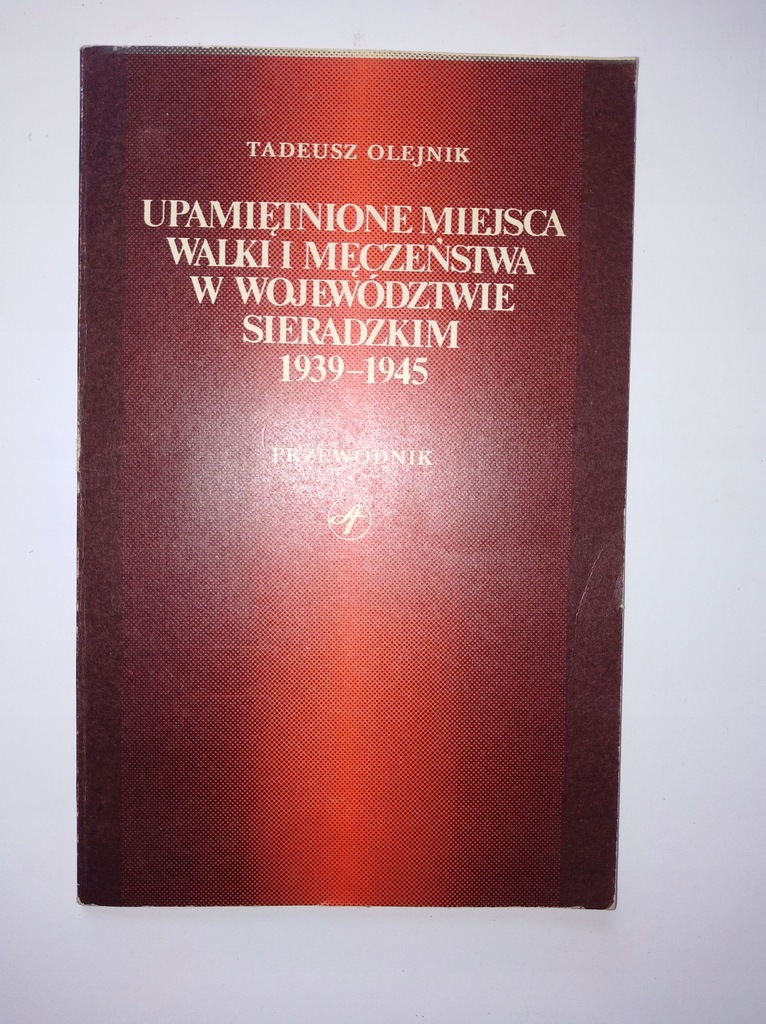 TADEUSZ OLEJNIK
UPAMIĘTNIONE MIEJSCA
WALKI I MĘCZEŃSTWA
W WOJEWÓDZTWIE
SIERADZKIM
1939–1945
PRZEWODNIK